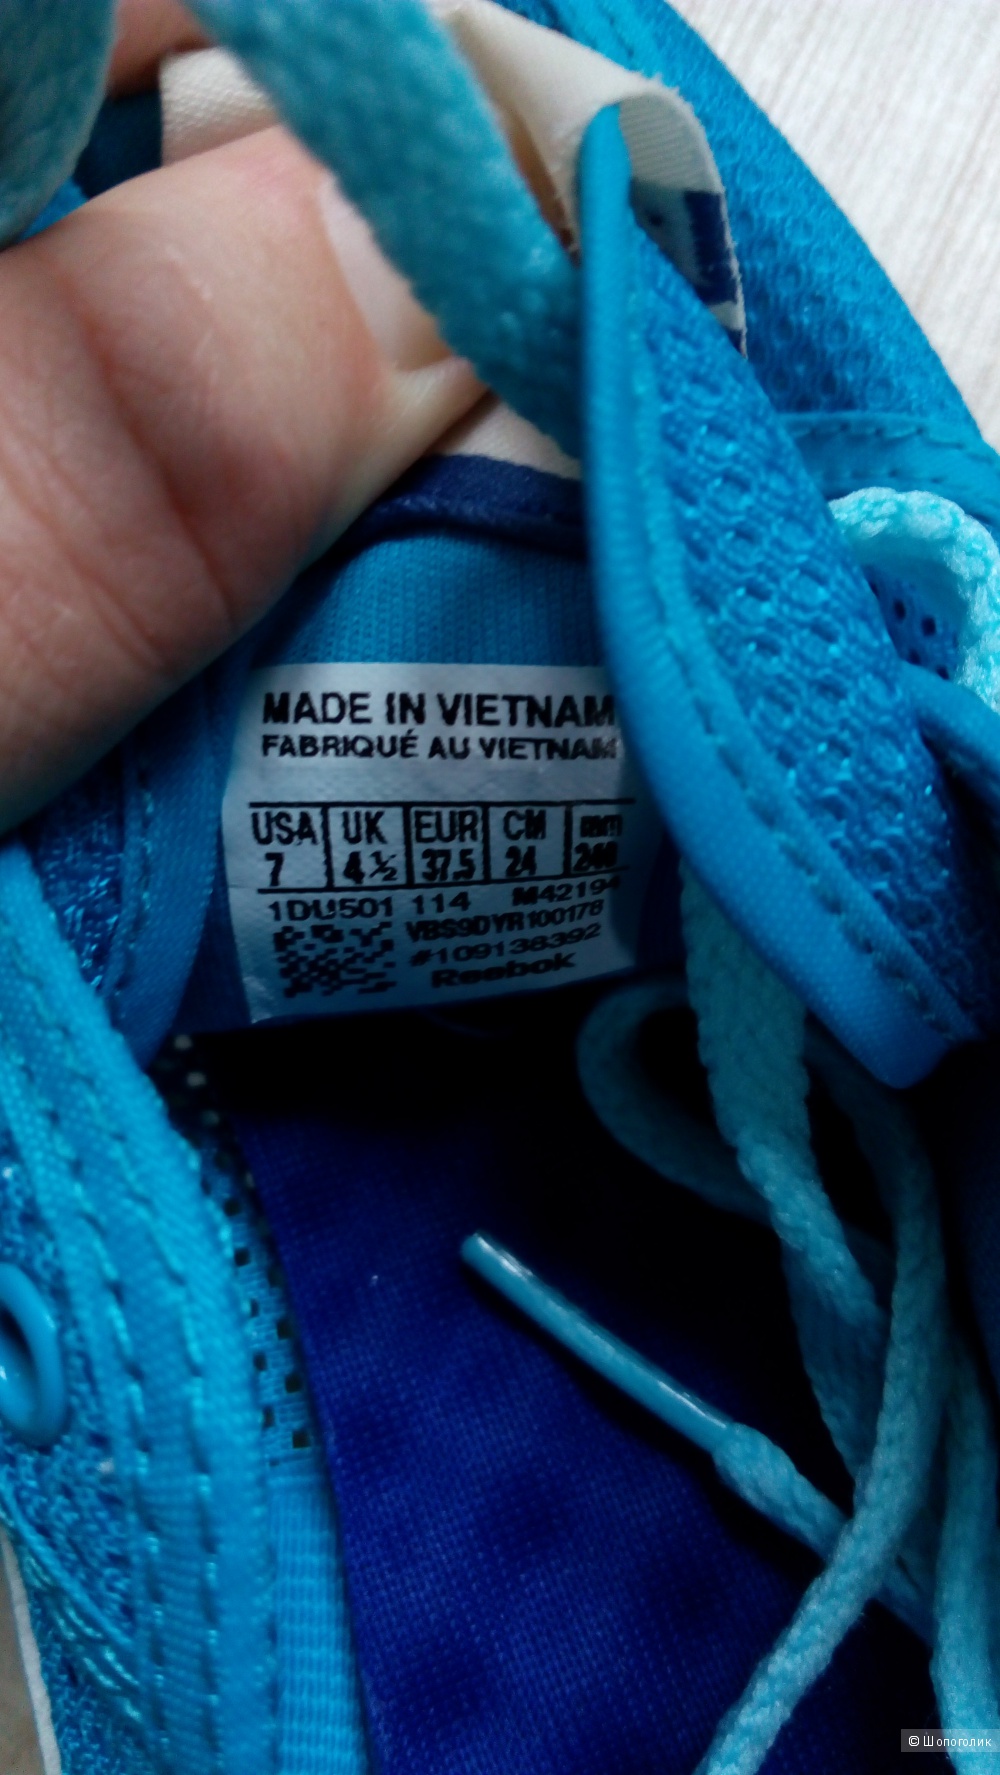 MADE IN VIETNAM
FABRIQUÉ AU VIETNAM
USA UK EUR CM mm
7 4½ 37.5 24 240
1DU501 114 M42194
VBS9DYR100178
#109138392
Reebok
© Шопоголик